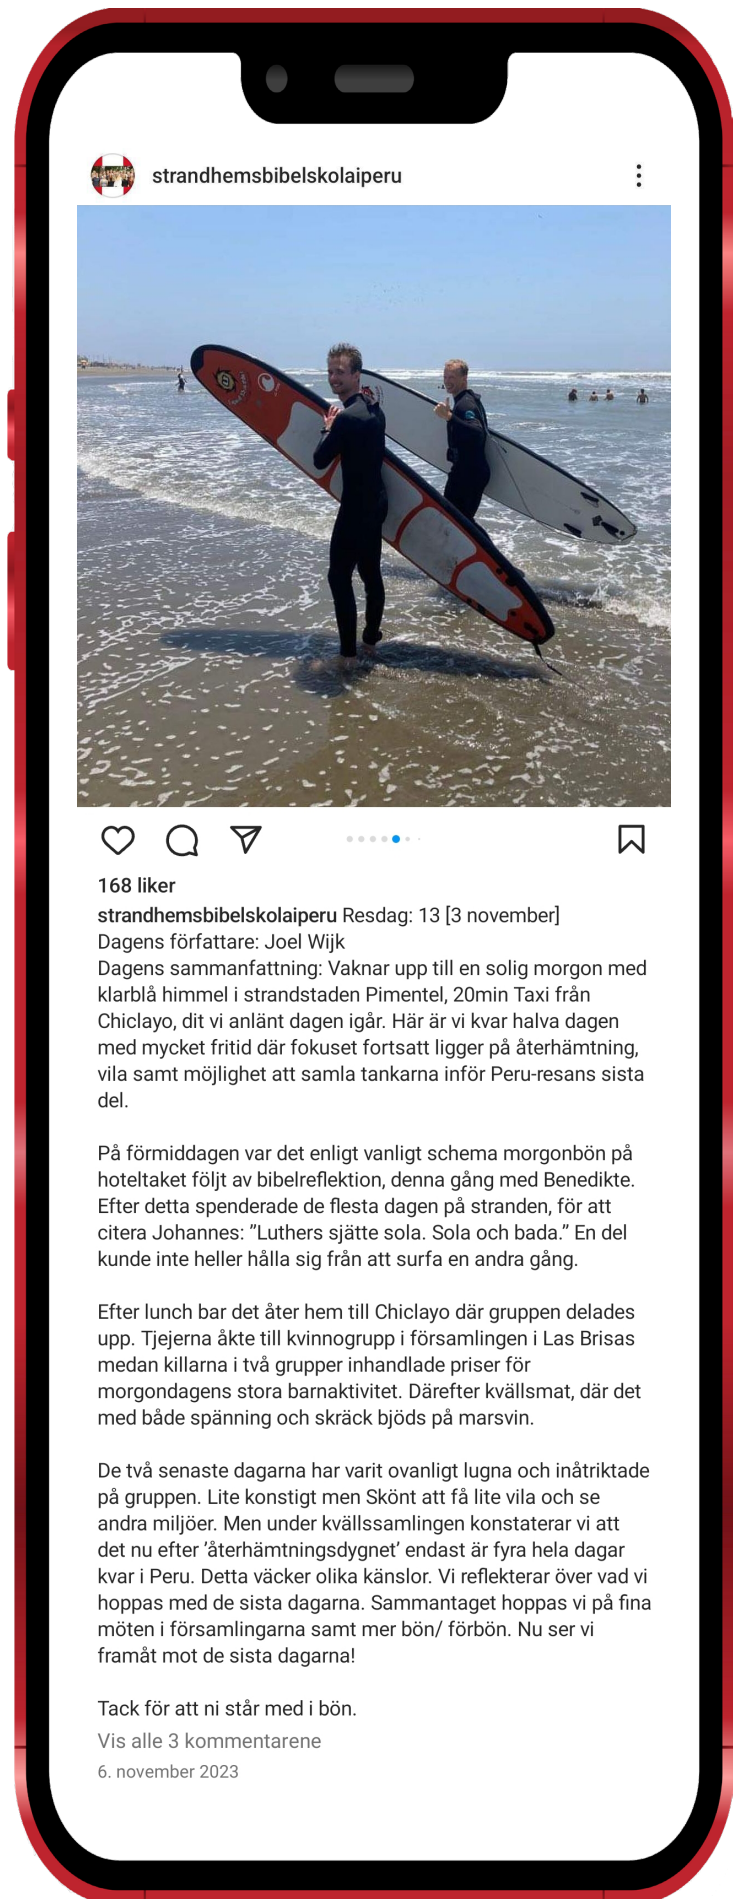 strandhemsbibelskolaiperu
168 liker
strandhemsbibelskolaiperu Resdag: 13 [3 november]
Dagens författare: Joel Wijk
Dagens sammanfattning: Vaknar upp till en solig morgon med
klarblå himmel i strandstaden Pimentel, 20min Taxi från
Chiclayo, dit vi anlänt dagen igår. Här är vi kvar halva dagen
med mycket fritid där fokuset fortsatt ligger på återhämtning,
vila samt möjlighet att samla tankarna inför Peru-resans sista
del.
På förmiddagen var det enligt vanligt schema morgonbön på
hoteltaket följt av bibelreflektion, denna gång med Benedikte.
Efter detta spenderade de flesta dagen på stranden, för att
citera Johannes: ”Luthers sjätte sola. Sola och bada.” En del
kunde inte heller hålla sig från att surfa en andra gång.
Efter lunch bar det åter hem till Chiclayo där gruppen delades
upp. Tjejerna åkte till kvinnogrupp i församlingen i Las Brisas
medan killarna i två grupper inhandlade priser för
morgondagens stora barnaktivitet. Därefter kvällsmat, där det
med både spänning och skräck bjöds på marsvin.
De två senaste dagarna har varit ovanligt lugna och inåtriktade
på gruppen. Lite konstigt men Skönt att få lite vila och se
andra miljöer. Men under kvällssamlingen konstaterar vi att
det nu efter ’återhämtningsdygnet’ endast är fyra hela dagar
kvar i Peru. Detta väcker olika känslor. Vi reflekterar över vad vi
hoppas med de sista dagarna. Sammantaget hoppas vi på fina
möten i församlingarna samt mer bön/ förbön. Nu ser vi
framåt mot de sista dagarna!
Tack för att ni står med i bön.
Vis alle 3 kommentarene
6. november 2023